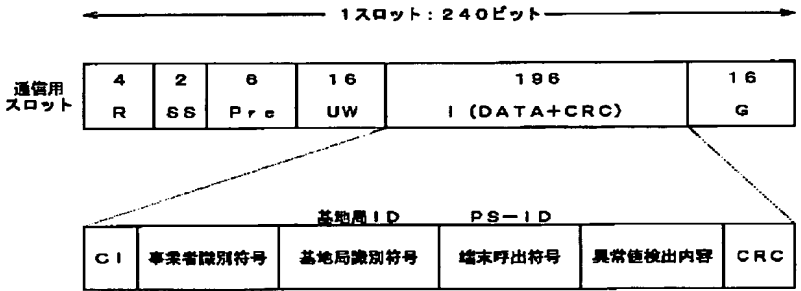 1スロット：240ビット
通信用スロット
4 2 6 16 196 16
R SS Pre UW I (DATA+CRC) G
基地局ID PS−ID
CI 事業者識別符号 基地局識別符号 端末呼出符号 異常値検出内容 CRC